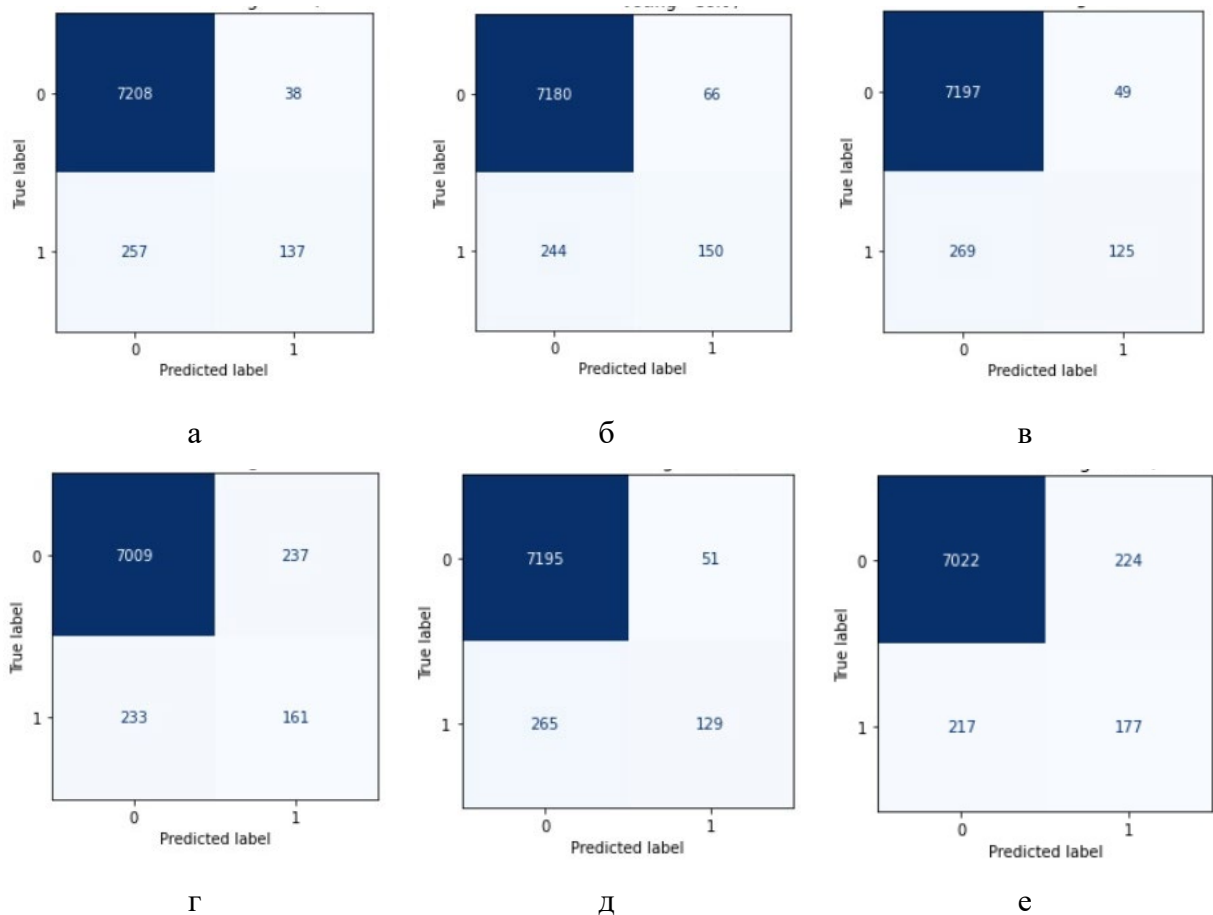 0 7208 38
True label
1 257 137
0 1
Predicted label
а
0 7180 66
True label
1 244 150
0 1
Predicted label
б
0 7197 49
True label
1 269 125
0 1
Predicted label
в
0 7009 237
True label
1 233 161
0 1
Predicted label
г
0 7195 51
True label
1 265 129
0 1
Predicted label
д
0 7022 224
True label
1 217 177
0 1
Predicted label
е